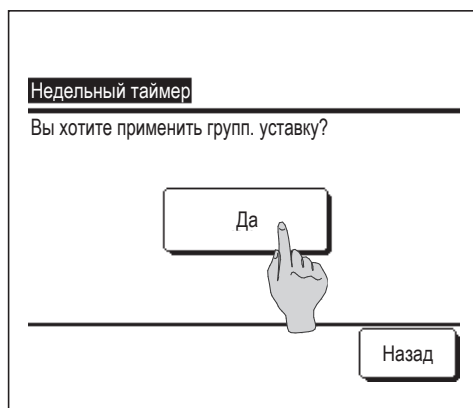 Недельный таймер
Вы хотите применить групп. уставку?
Да
Назад